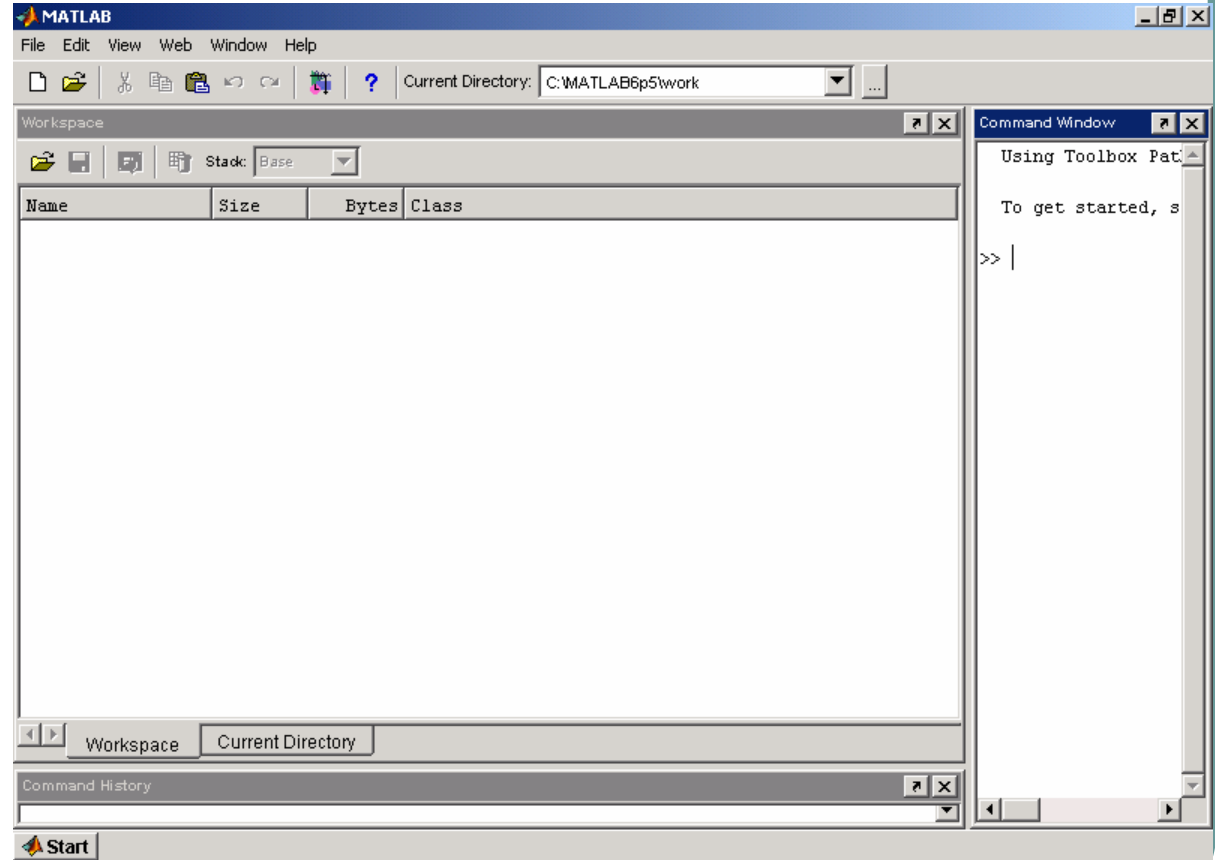 MATLAB
File Edit View Web Window Help
? Current Directory: C:\MATLAB6p5\work ...
Workspace
Stack: Base
Name Size Bytes Class
Workspace Current Directory
Command History
Command Window
Using Toolbox Pat
To get started, s
>>
Start